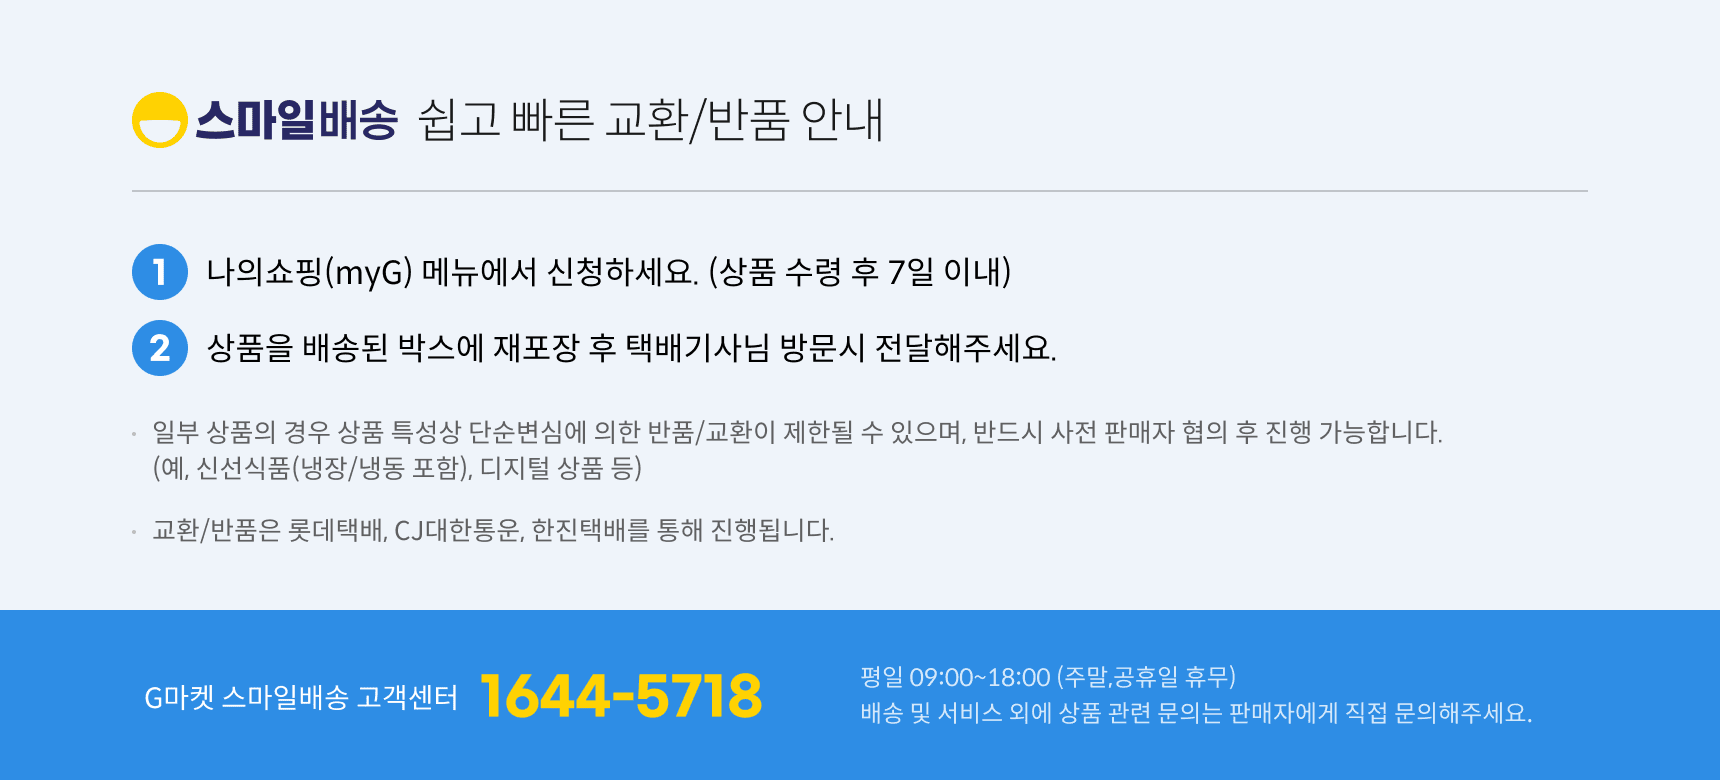 스마일배송 쉽고 빠른 교환/반품 안내
1 나의쇼핑(myG) 메뉴에서 신청하세요. (상품 수령 후 7일 이내)
2 상품을 배송된 박스에 재포장 후 택배기사님 방문시 전달해주세요.
· 일부 상품의 경우 상품 특성상 단순변심에 의한 반품/교환이 제한될 수 있으며, 반드시 사전 판매자 협의 후 진행 가능합니다.
(예, 신선식품(냉장/냉동 포함), 디지털 상품 등)
· 교환/반품은 롯데택배, CJ대한통운, 한진택배를 통해 진행됩니다.
G마켓 스마일배송 고객센터 1644-5718
평일 09:00~18:00 (주말,공휴일 휴무)
배송 및 서비스 외에 상품 관련 문의는 판매자에게 직접 문의해주세요.